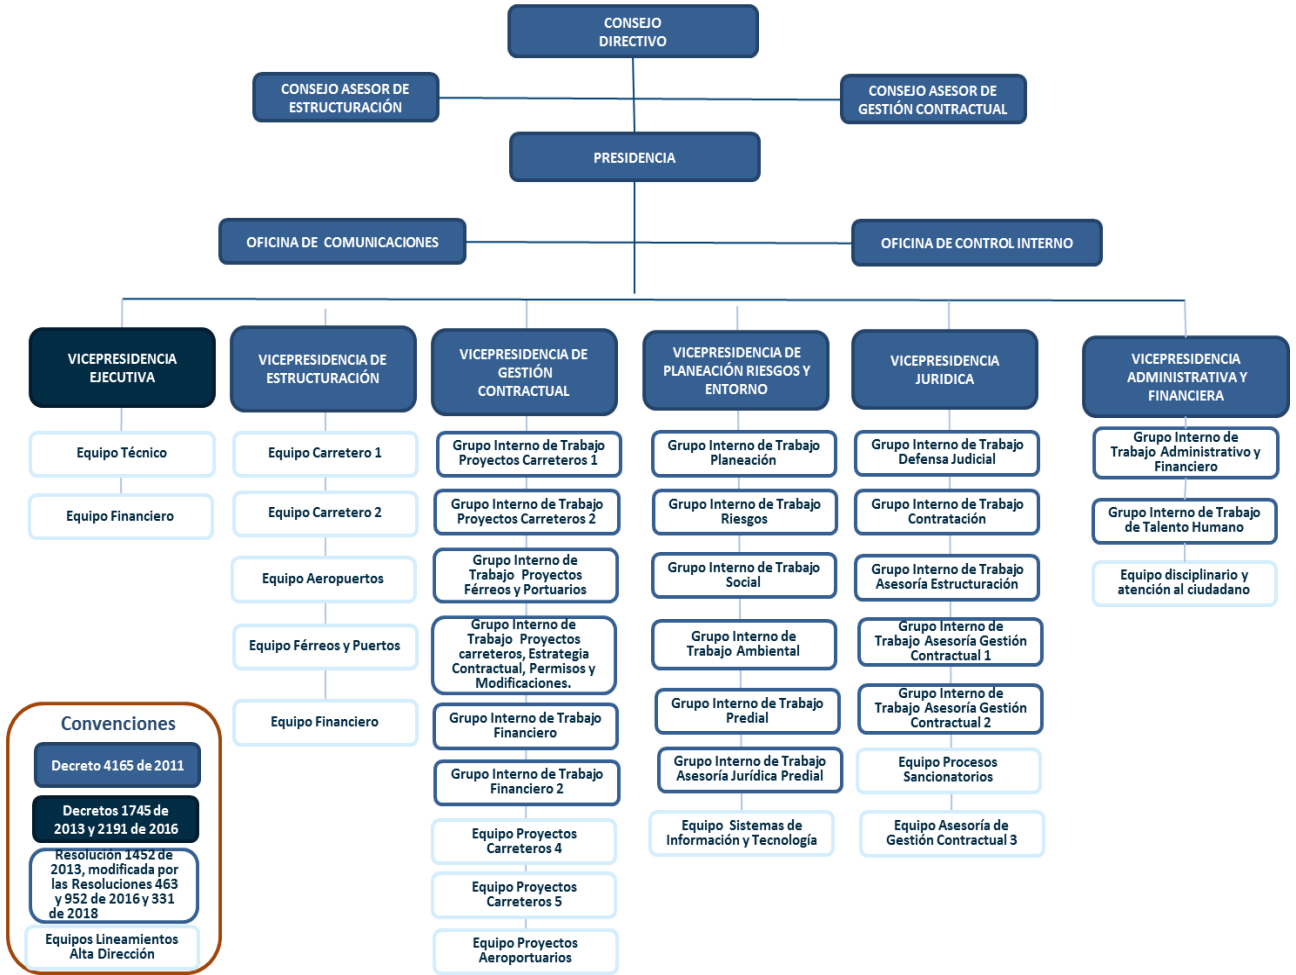 CONSEJO
DIRECTIVO
CONSEJO ASESOR DE
ESTRUCTURACIÓN
CONSEJO ASESOR DE
GESTIÓN CONTRACTUAL
PRESIDENCIA
OFICINA DE COMUNICACIONES
OFICINA DE CONTROL INTERNO
VICEPRESIDENCIA
EJECUTIVA
Equipo Técnico
Equipo Financiero
VICEPRESIDENCIA DE
ESTRUCTURACIÓN
Equipo Carretero 1
Equipo Carretero 2
Equipo Aeropuertos
Equipo Férreos y Puertos
Equipo Financiero
VICEPRESIDENCIA DE
GESTIÓN
CONTRACTUAL
Grupo Interno de Trabajo
Proyectos Carreteros 1
Grupo Interno de Trabajo
Proyectos Carreteros 2
Grupo Interno de
Trabajo Proyectos
Férreos y Portuarios
Grupo Interno de
Trabajo Proyectos
carreteros, Estrategia
Contractual, Permisos y
Modificaciones.
Grupo Interno de Trabajo
Financiero
Grupo Interno de Trabajo
Financiero 2
Equipo Proyectos
Carreteros 4
Equipo Proyectos
Carreteros 5
Equipo Proyectos
Aeroportuarios
VICEPRESIDENCIA DE
PLANEACIÓN RIESGOS Y
ENTORNO
Grupo Interno de Trabajo
Planeación
Grupo Interno de Trabajo
Riesgos
Grupo Interno de Trabajo
Social
Grupo Interno de
Trabajo Ambiental
Grupo Interno de Trabajo
Predial
Grupo Interno de Trabajo
Asesoría Jurídica Predial
Equipo Sistemas de
Información y Tecnología
VICEPRESIDENCIA
JURIDICA
Grupo Interno de Trabajo
Defensa Judicial
Grupo Interno de Trabajo
Contratación
Grupo Interno de Trabajo
Asesoría Estructuración
Grupo Interno de
Trabajo Asesoría Gestión
Contractual 1
Grupo Interno de
Trabajo Asesoría Gestión
Contractual 2
Equipo Procesos
Sancionatorios
Equipo Asesoría de
Gestión Contractual 3
VICEPRESIDENCIA
ADMINISTRATIVA Y
FINANCIERA
Grupo Interno de
Trabajo Administrativo y
Financiero
Grupo Interno de Trabajo
de Talento Humano
Equipo disciplinario y
atención al ciudadano
Convenciones
Decreto 4165 de 2011
Decretos 1745 de
2013 y 2191 de 2016
Resolución 1452 de
2013, modificada por
las Resoluciones 463
y 952 de 2016 y 331
de 2018
Equipos Lineamientos
Alta Dirección